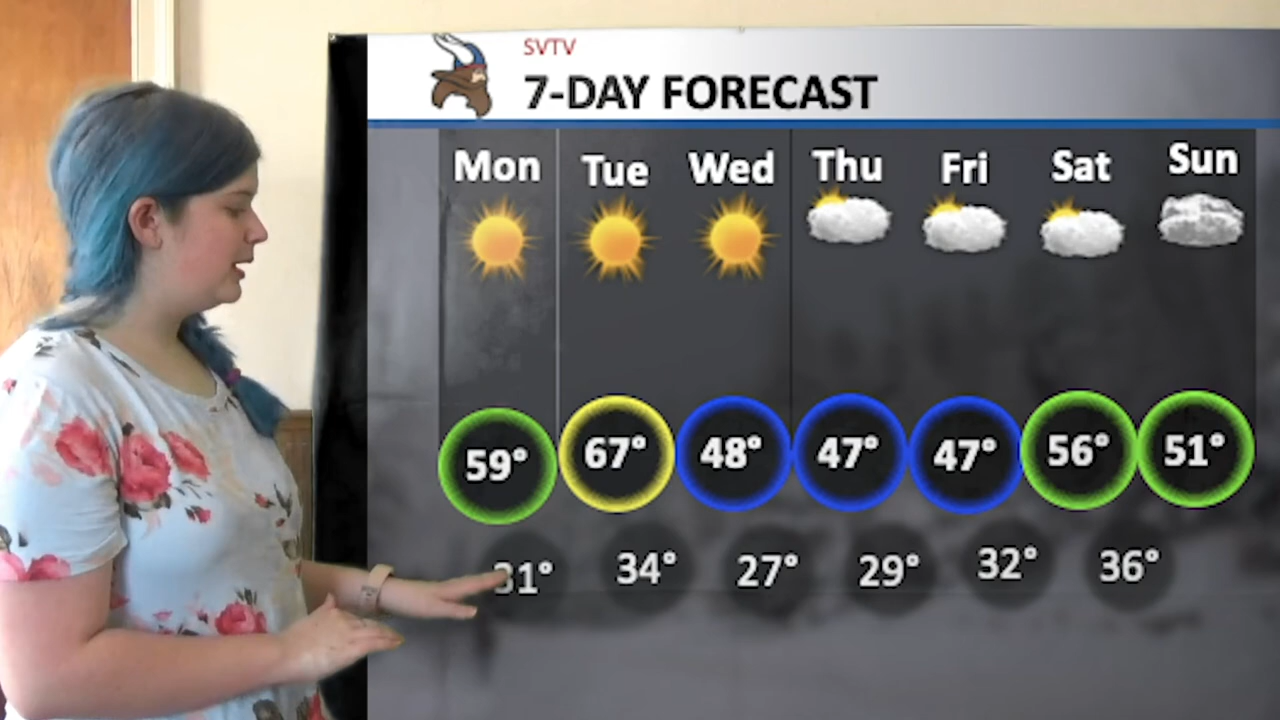 SVTV
7-DAY FORECAST
Mon Tue Wed Thu Fri Sat Sun
59° 67° 48° 47° 47° 56° 51°
31° 34° 27° 29° 32° 36°